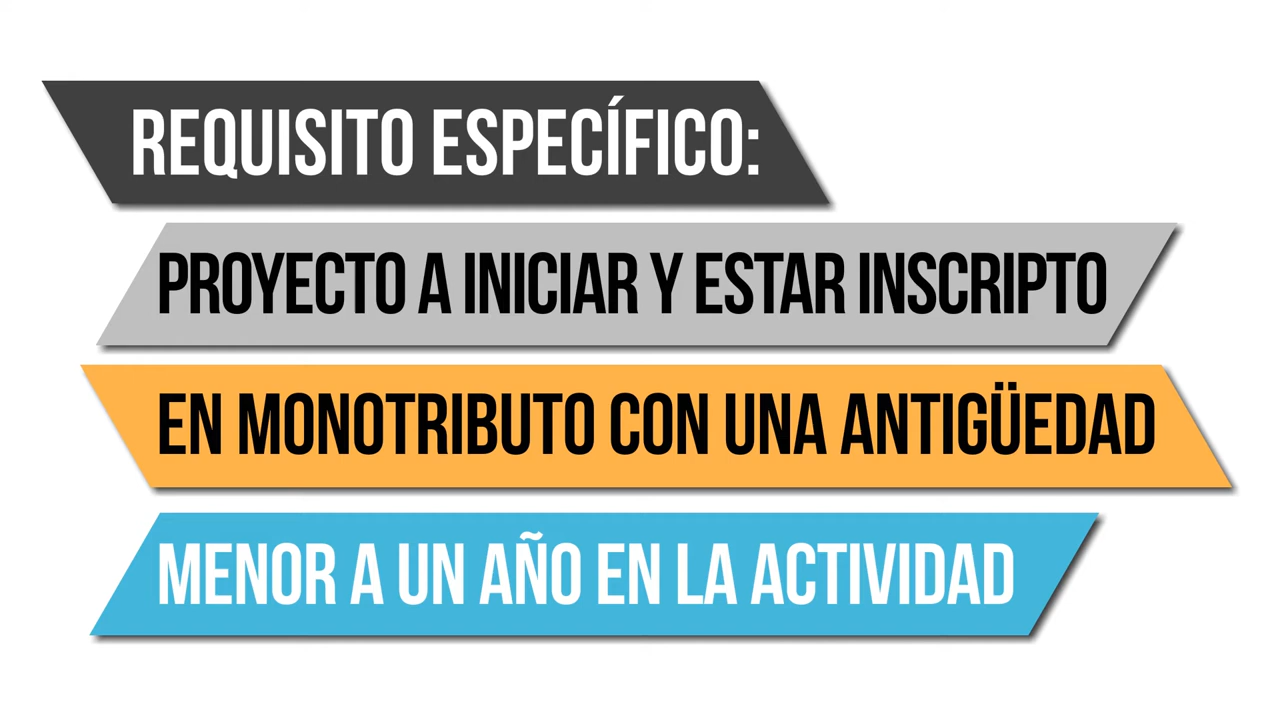 REQUISITO ESPECÍFICO:
PROYECTO A INICIAR Y ESTAR INSCRIPTO
EN MONOTRIBUTO CON UNA ANTIGÜEDAD
MENOR A UN AÑO EN LA ACTIVIDAD